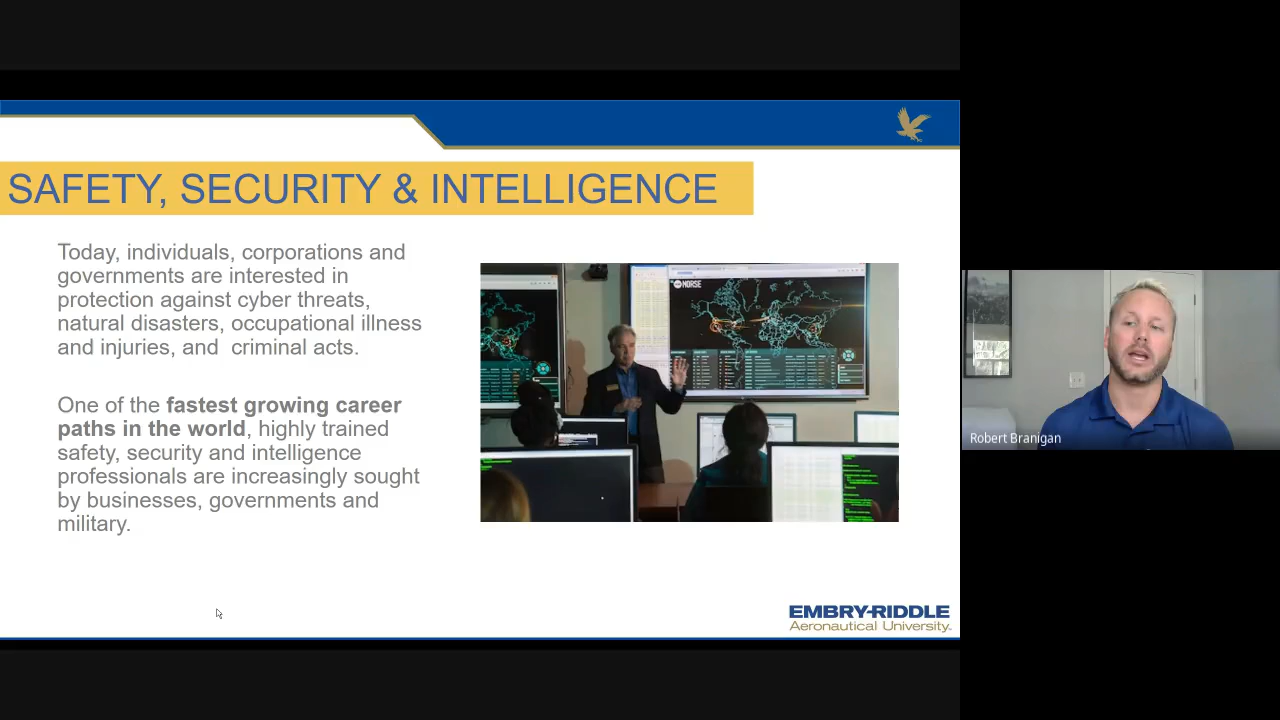 SAFETY, SECURITY & INTELLIGENCE
Today, individuals, corporations and
governments are interested in
protection against cyber threats,
natural disasters, occupational illness
and injuries, and  criminal acts.
One of the fastest growing career
paths in the world, highly trained
safety, security and intelligence
professionals are increasingly sought
by businesses, governments and
military.
NORSE
EMBRY-RIDDLE
Aeronautical University
Robert Branigan